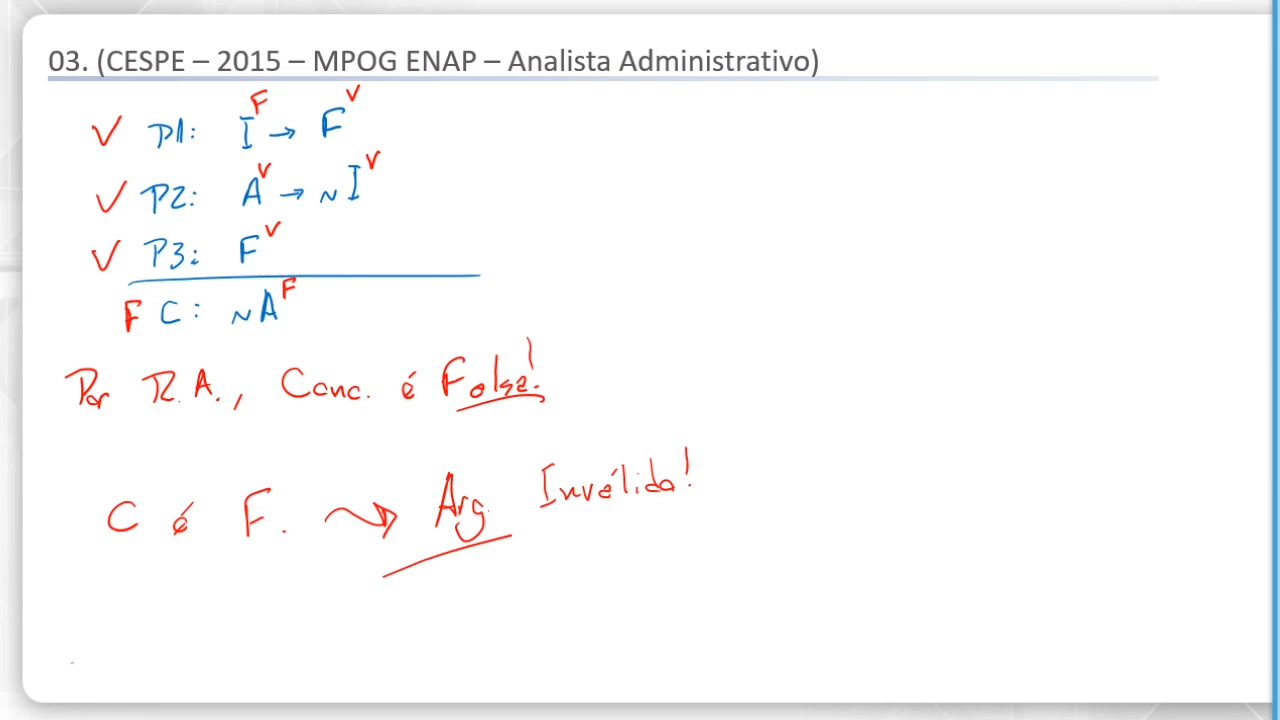 03. (CESPE – 2015 – MPOG ENAP – Analista Administrativo)
✓ P1: I^F → F^V
✓ P2: A^V → ~I^V
✓ P3: F^V
F C: ~A^F
Por R.A., Conc. é Falsa!
C é F. ⇝ Arg. Inválido!